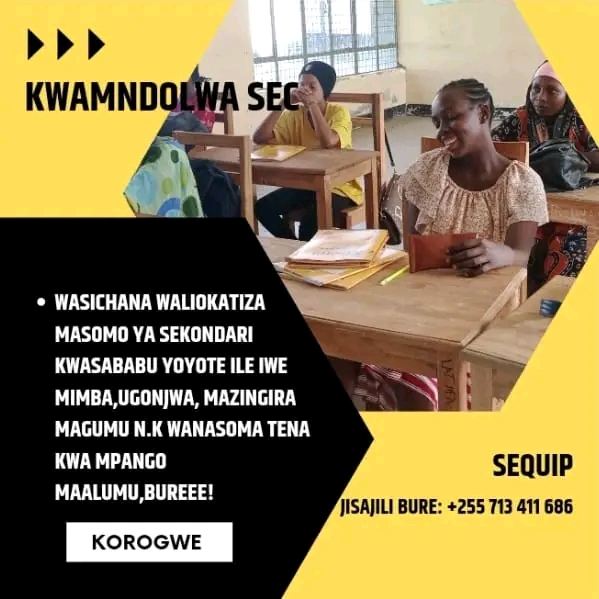 KWAMNDOLWA SEC
• WASICHANA WALIOKATIZA
MASOMO YA SEKONDARI
KWASABABU YOYOTE ILE IWE
MIMBA,UGONJWA, MAZINGIRA
MAGUMU N.K WANASOMA TENA
KWA MPANGO
MAALUMU,BUREEE!
KOROGWE
SEQUIP
JISAJILI BURE: +255 713 411 686